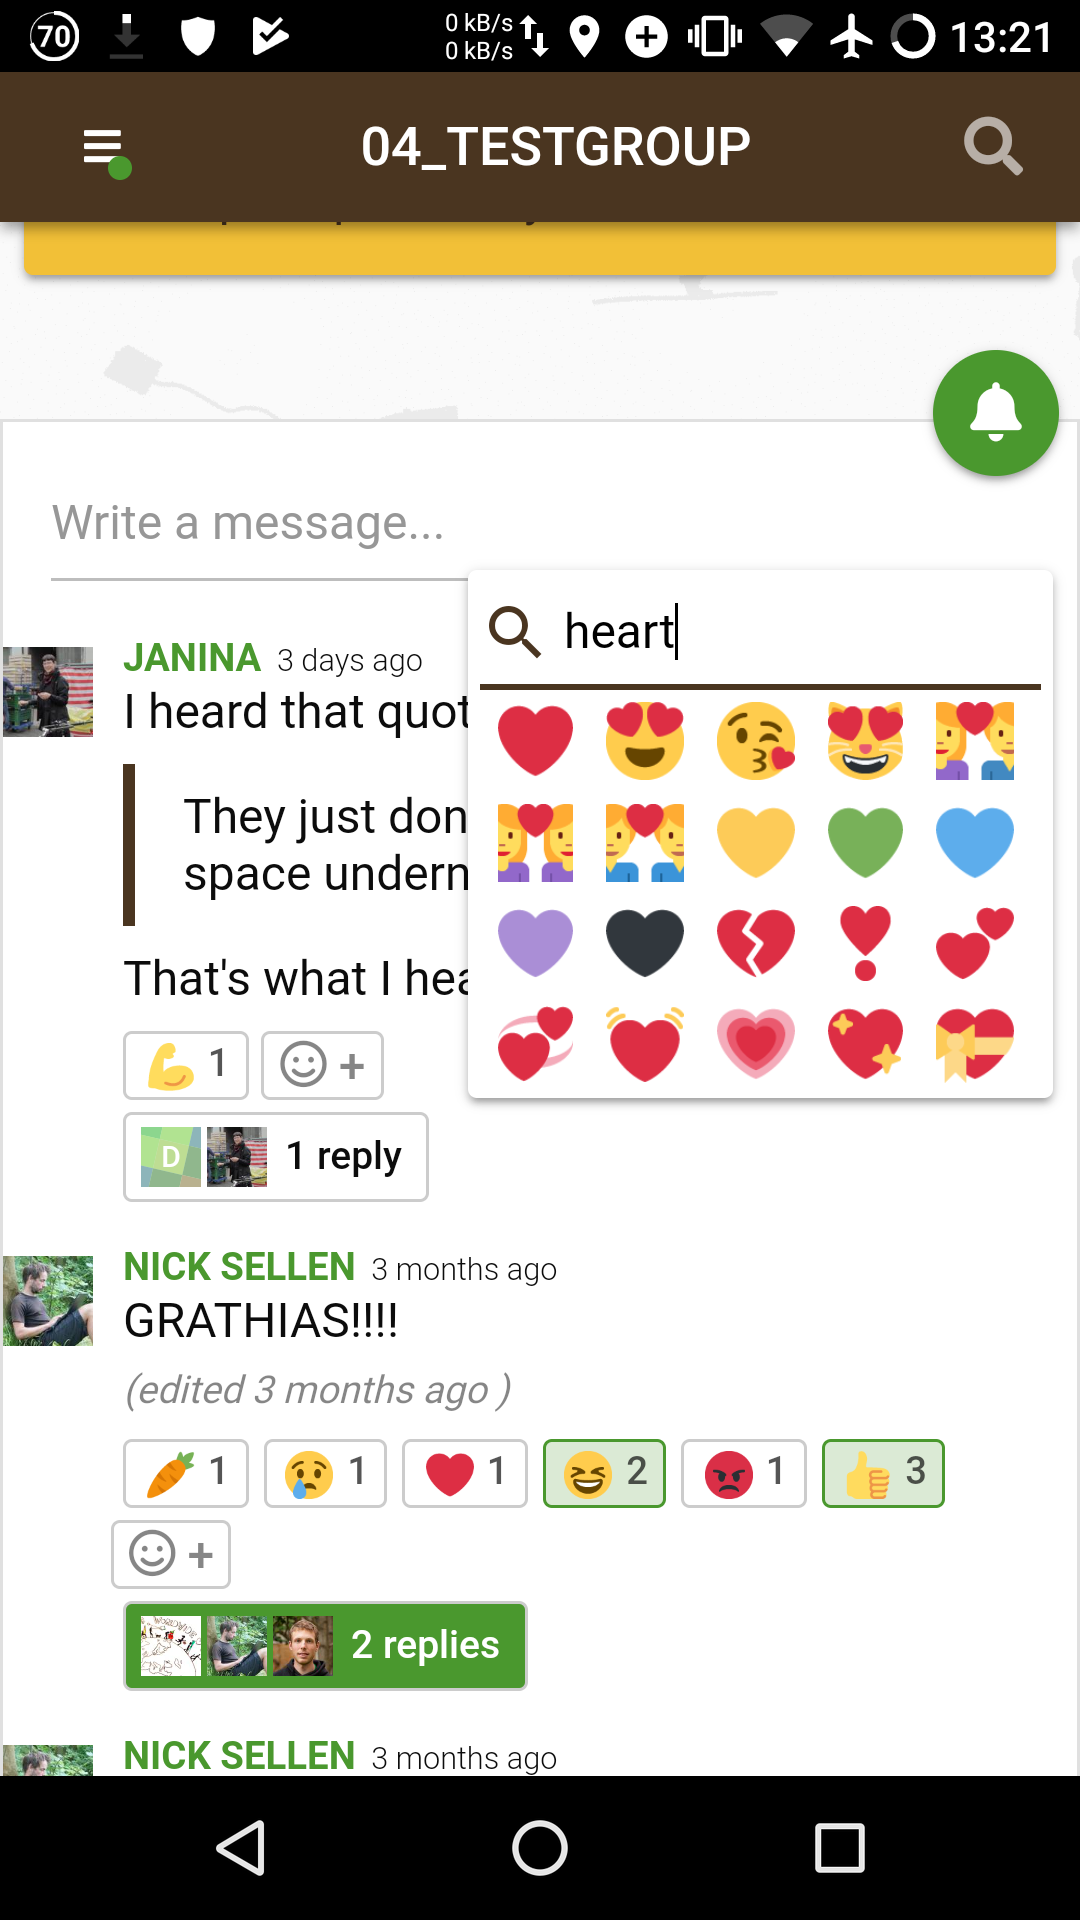 70
0 kB/s
0 kB/s
13:21
04_TESTGROUP
Write a message...
heart
JANINA 3 days ago
I heard that quot
They just don
space undern
That's what I hea
1
+
D 1 reply
NICK SELLEN 3 months ago
GRATHIAS!!!!
(edited 3 months ago )
1 1 1 2 1 3
+
2 replies
NICK SELLEN 3 months ago